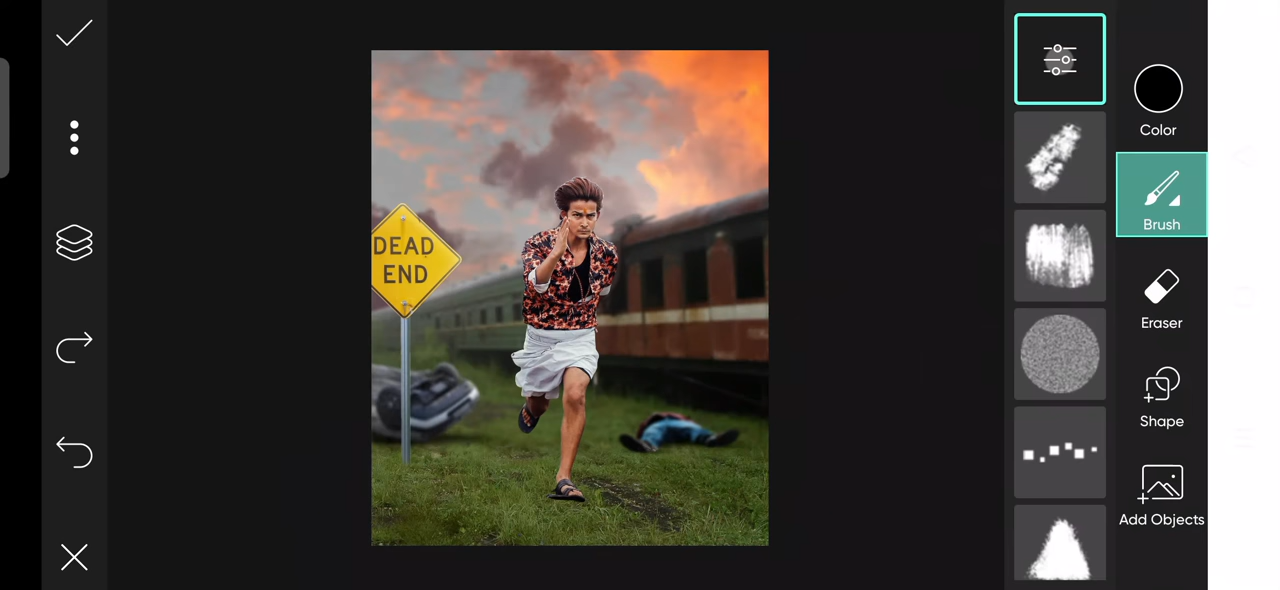 Color
Brush
Eraser
Shape
Add Objects
DEAD
END